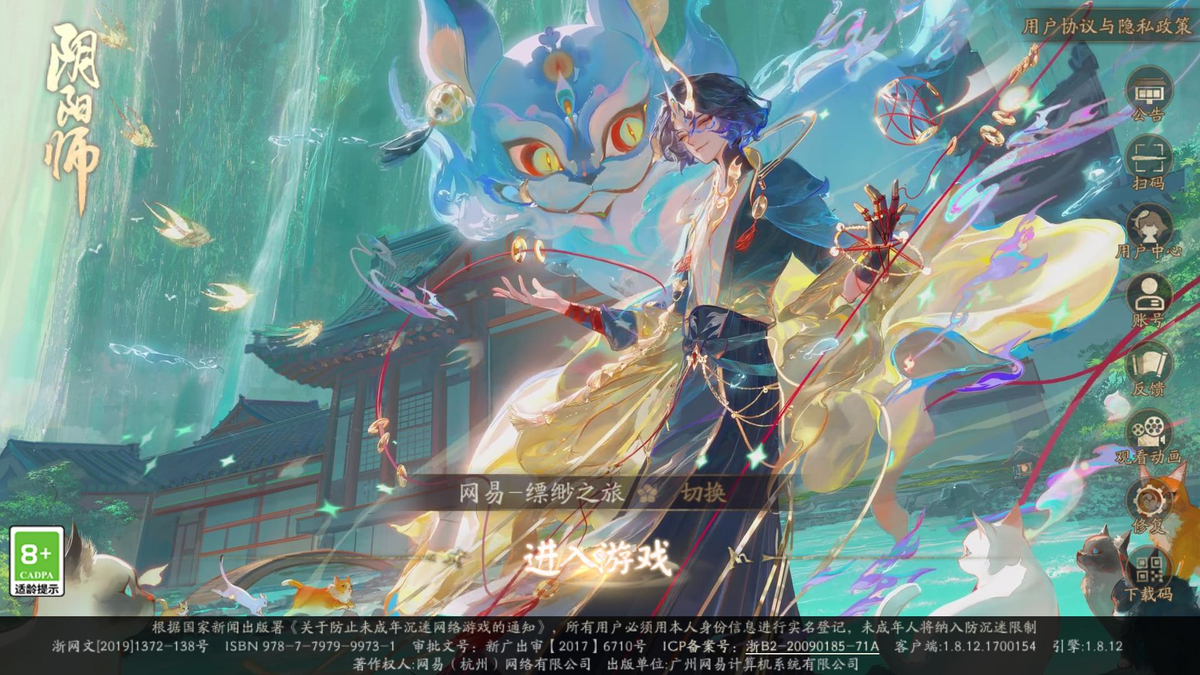 阴阳师
用户协议与隐私政策
公告
扫码
用户中心
账号
反馈
观看动画
修复
下载码
网易-缥缈之旅 切换
进入游戏
8+
CADPA
适龄提示
根据国家新闻出版署《关于防止未成年沉迷网络游戏的通知》，所有用户必须用本人身份信息进行实名登记，未成年人将纳入防沉迷限制
浙网文[2019]1372-138号 ISBN 978-7-7979-9973-1 审批文号：新广出审【2017】6710号 ICP备案号：浙B2-20090185-71A 客户端:1.8.12.1700154 引擎:1.8.12
著作权人:网易（杭州）网络有限公司 出版单位:广州网易计算机系统有限公司